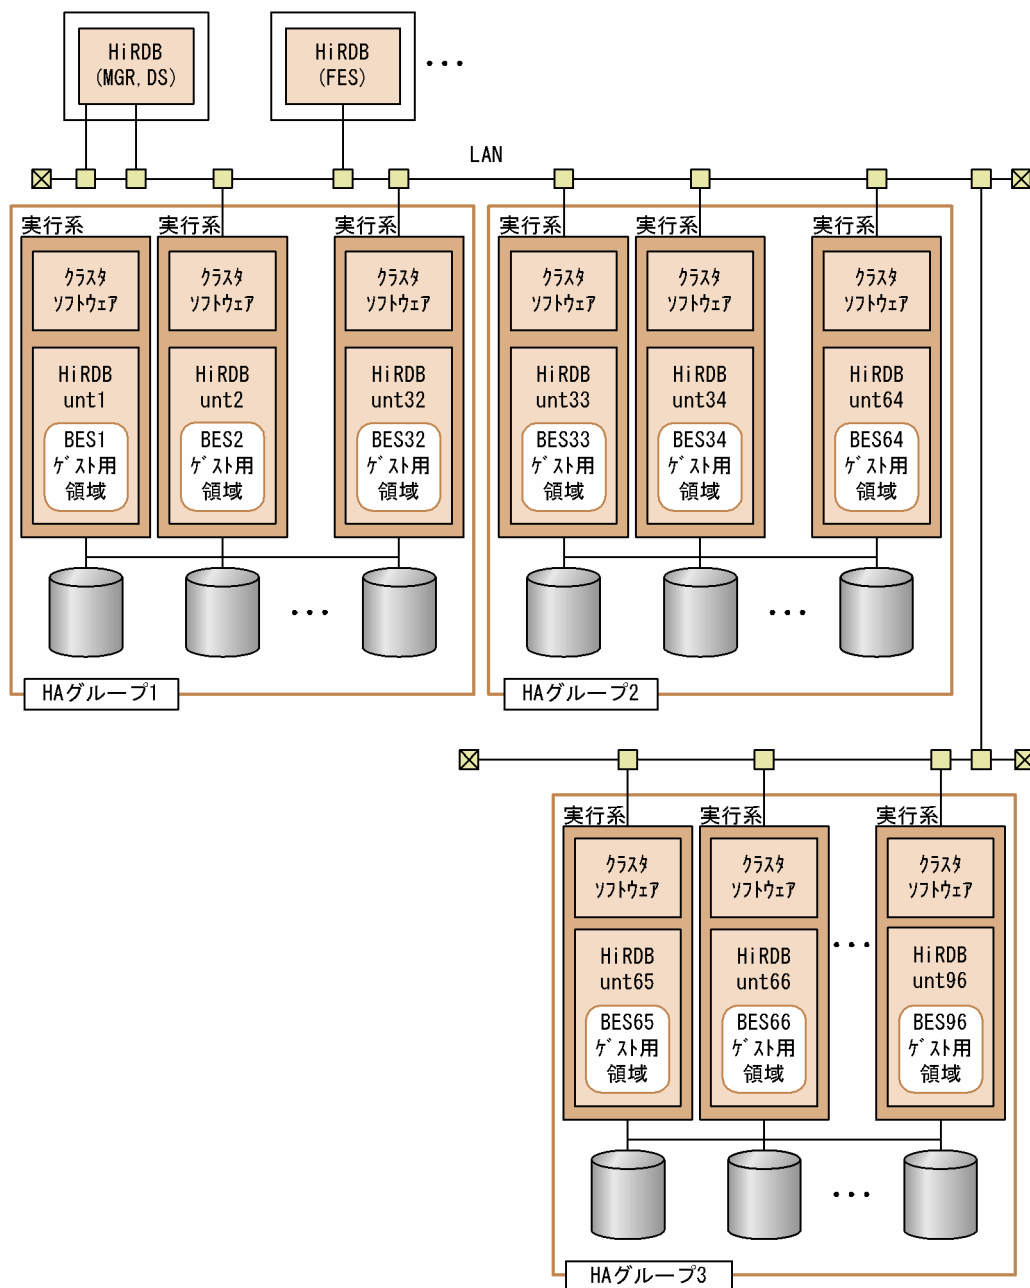 HiRDB
(MGR, DS)
HiRDB
(FES)
・・・
LAN
実行系
実行系
実行系
実行系
実行系
実行系
ｸﾗｽﾀ
ｿﾌﾄｳｪｱ
ｸﾗｽﾀ
ｿﾌﾄｳｪｱ
ｸﾗｽﾀ
ｿﾌﾄｳｪｱ
ｸﾗｽﾀ
ｿﾌﾄｳｪｱ
ｸﾗｽﾀ
ｿﾌﾄｳｪｱ
ｸﾗｽﾀ
ｿﾌﾄｳｪｱ
HiRDB
unt1
BES1
ｹﾞｽﾄ用
領域
HiRDB
unt2
BES2
ｹﾞｽﾄ用
領域
HiRDB
unt32
BES32
ｹﾞｽﾄ用
領域
HiRDB
unt33
BES33
ｹﾞｽﾄ用
領域
HiRDB
unt34
BES34
ｹﾞｽﾄ用
領域
HiRDB
unt64
BES64
ｹﾞｽﾄ用
領域
・・・
・・・
HAグループ1
HAグループ2
実行系
実行系
実行系
ｸﾗｽﾀ
ｿﾌﾄｳｪｱ
ｸﾗｽﾀ
ｿﾌﾄｳｪｱ
ｸﾗｽﾀ
ｿﾌﾄｳｪｱ
・・・
HiRDB
unt65
BES65
ｹﾞｽﾄ用
領域
HiRDB
unt66
BES66
ｹﾞｽﾄ用
領域
HiRDB
unt96
BES96
ｹﾞｽﾄ用
領域
・・・
HAグループ3